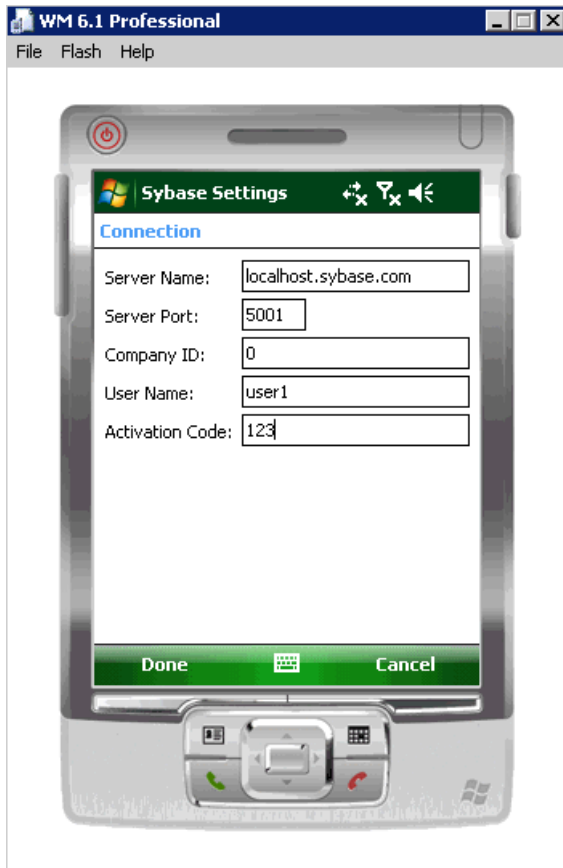 WM 6.1 Professional
File Flash Help
Sybase Settings
Connection
Server Name: localhost.sybase.com
Server Port: 5001
Company ID: 0
User Name: user1
Activation Code: 123
Done Cancel